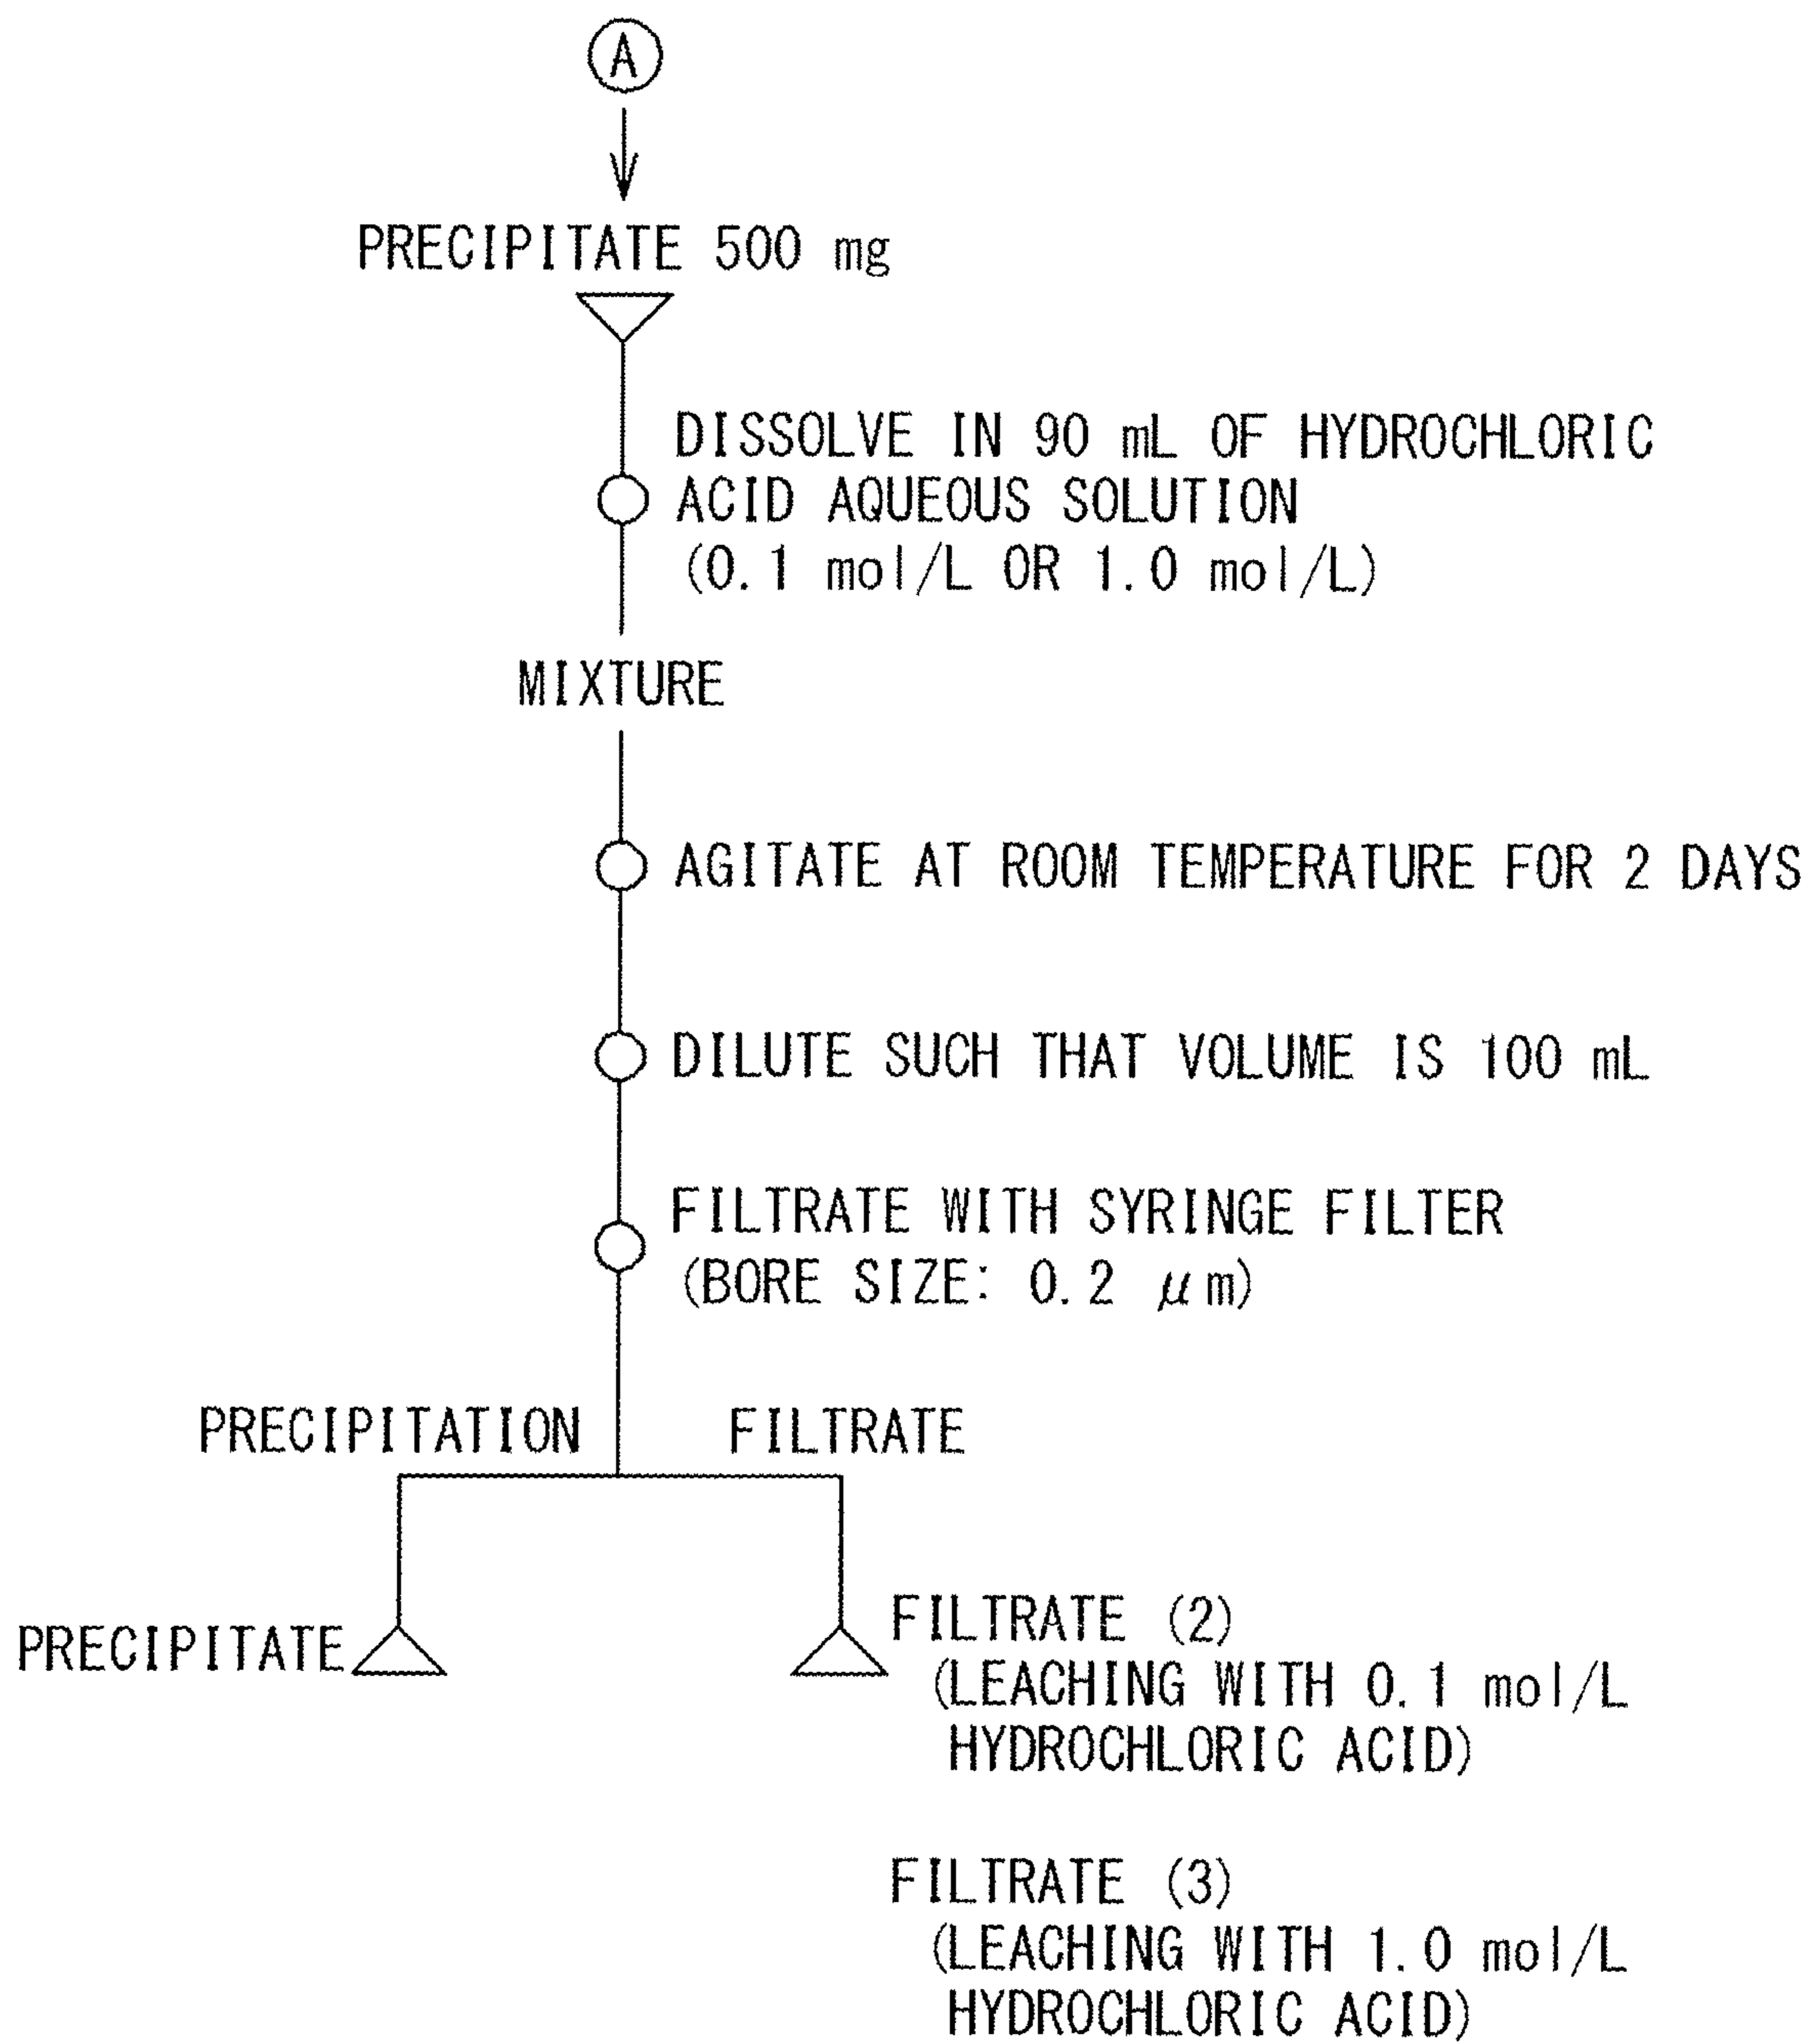 A
PRECIPITATE 500 mg
DISSOLVE IN 90 mL OF HYDROCHLORIC
ACID AQUEOUS SOLUTION
(0.1 mol/L OR 1.0 mol/L)
MIXTURE
AGITATE AT ROOM TEMPERATURE FOR 2 DAYS
DILUTE SUCH THAT VOLUME IS 100 mL
FILTRATE WITH SYRINGE FILTER
(BORE SIZE: 0.2 μm)
PRECIPITATION
FILTRATE
PRECIPITATE
FILTRATE (2)
(LEACHING WITH 0.1 mol/L
HYDROCHLORIC ACID)
FILTRATE (3)
(LEACHING WITH 1.0 mol/L
HYDROCHLORIC ACID)